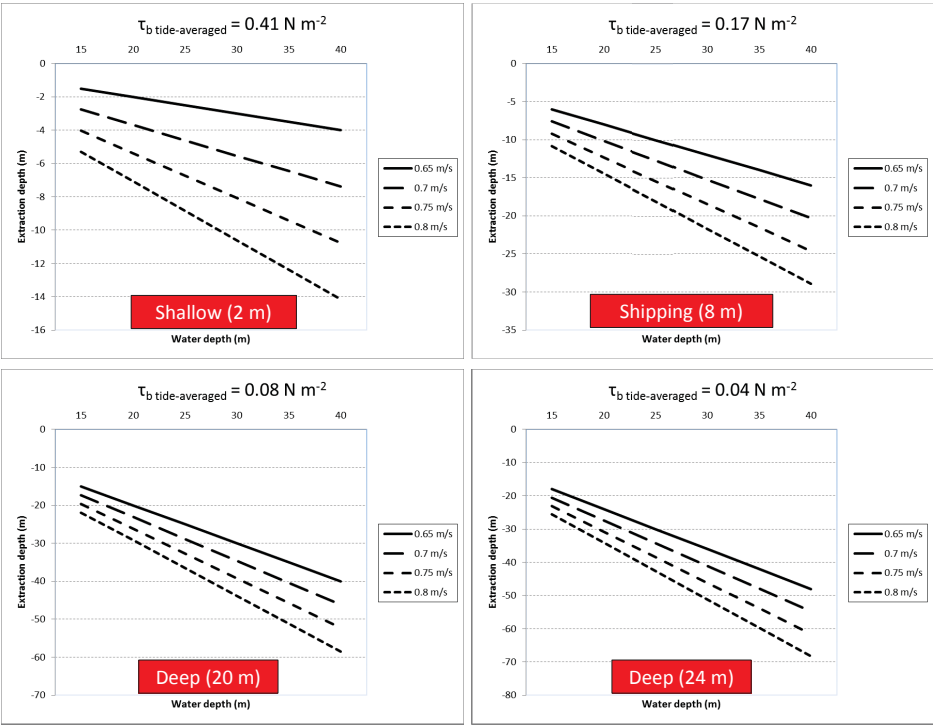 τb tide-averaged = 0.41 N m-2
15 20 25 30 35 40
0
-2
-4
-6
-8
-10
-12
-14
-16
Extraction depth (m)
0.65 m/s
0.7 m/s
0.75 m/s
0.8 m/s
Shallow (2 m)
Water depth (m)
τb tide-averaged = 0.17 N m-2
15 20 25 30 35 40
0
-5
-10
-15
-20
-25
-30
-35
Extraction depth (m)
0.65 m/s
0.7 m/s
0.75 m/s
0.8 m/s
Shipping (8 m)
Water depth (m)
τb tide-averaged = 0.08 N m-2
15 20 25 30 35 40
0
-10
-20
-30
-40
-50
-60
-70
Extraction depth (m)
0.65 m/s
0.7 m/s
0.75 m/s
0.8 m/s
Deep (20 m)
Water depth (m)
τb tide-averaged = 0.04 N m-2
15 20 25 30 35 40
0
-10
-20
-30
-40
-50
-60
-70
-80
Extraction depth (m)
0.65 m/s
0.7 m/s
0.75 m/s
0.8 m/s
Deep (24 m)
Water depth (m)